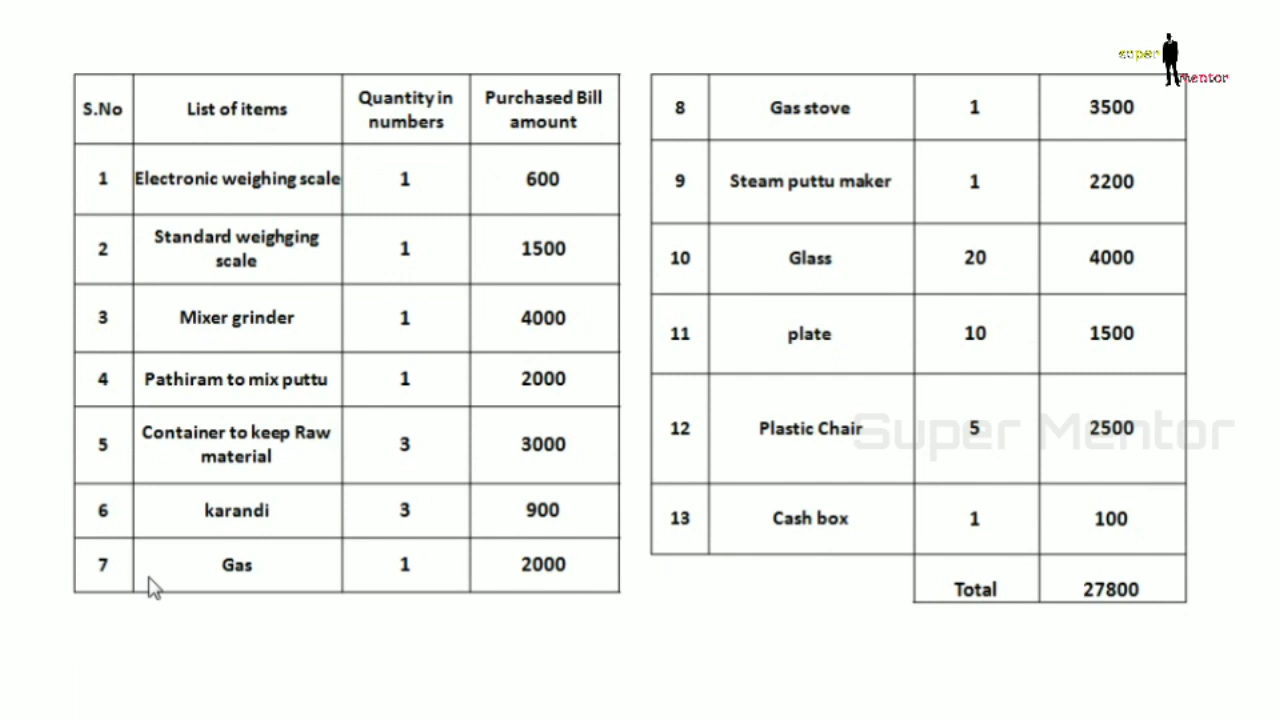 super
Mentor
S.No List of items Quantity in numbers Purchased Bill amount
1 Electronic weighing scale 1 600
2 Standard weighging scale 1 1500
3 Mixer grinder 1 4000
4 Pathiram to mix puttu 1 2000
5 Container to keep Raw material 3 3000
6 karandi 3 900
7 Gas 1 2000
8 Gas stove 1 3500
9 Steam puttu maker 1 2200
10 Glass 20 4000
11 plate 10 1500
12 Plastic Chair 5 2500
Super Mentor
13 Cash box 1 100
Total 27800